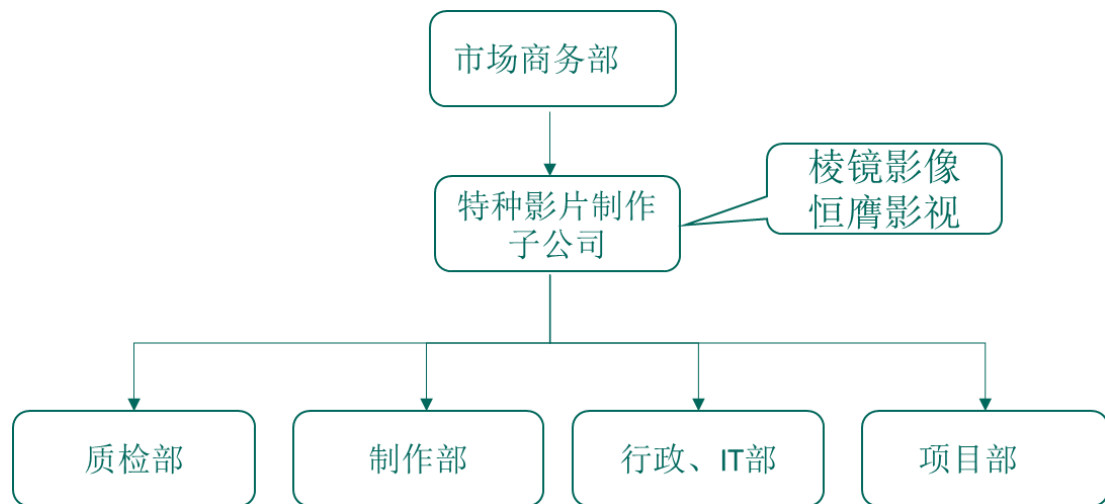 市场商务部
棱镜影像
恒膺影视
特种影片制作
子公司
质检部
制作部
行政、IT部
项目部